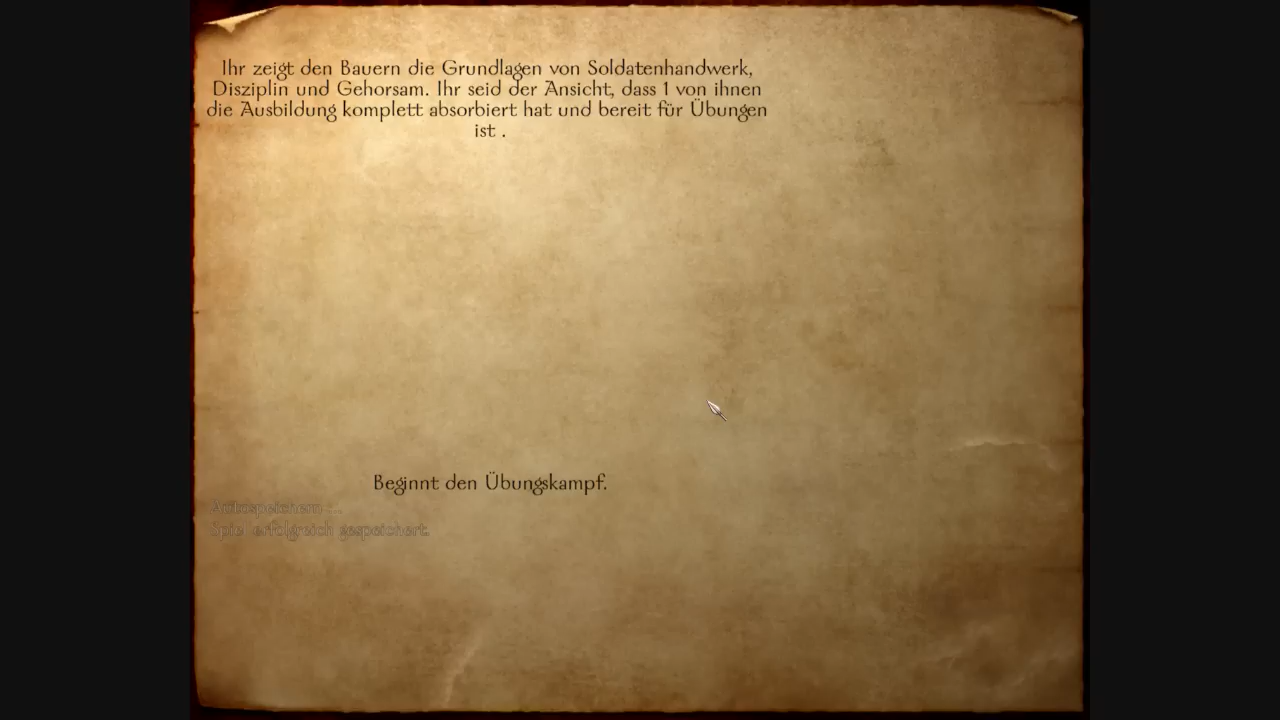 Ihr zeigt den Bauern die Grundlagen von Soldatenhandwerk,
Disziplin und Gehorsam. Ihr seid der Ansicht, dass 1 von ihnen
die Ausbildung komplett absorbiert hat und bereit für Übungen
ist .
Beginnt den Übungskampf.
Autospeichern ...
Spiel erfolgreich gespeichert.